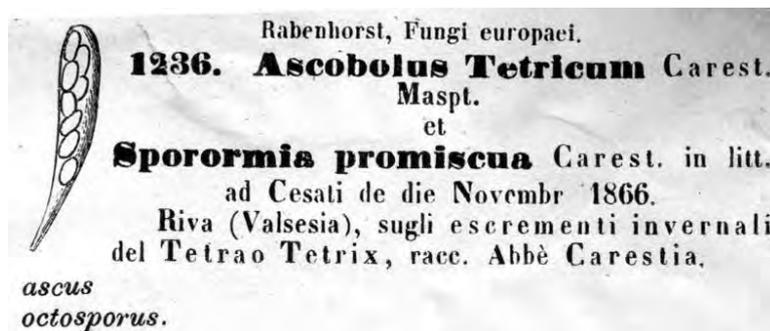 Rabenhorst, Fungi europaei.
1236. Ascobolus Tetricum Carest.
Maspt.
et
Sporormia promiscua Carest. in litt.
ad Cesati de die Novembr 1866.
Riva (Valsesia), sugli escrementi invernali
del Tetrao Tetrix, racc. Abbè Carestia.
ascus
octosporus.